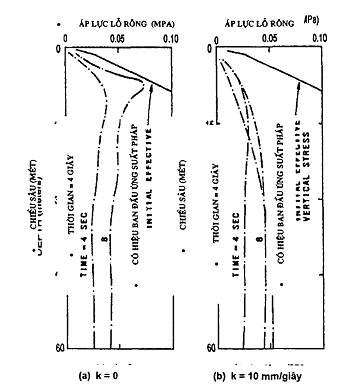 ÁP LỰC LỖ RỖNG (MPA)
0 0.05 0.10
0
60
CHIỀU SÂU (MÉT)
THỜI GIAN = 4 GIÂY
TIME = 4 SEC
8
CÓ HIỆU BAN ĐẦU ỨNG SUẤT PHÁP
INITIAL EFFECTIVE
(a) k = 0
ÁP LỰC LỖ RỖNG
0 0.05 0.10
0
60
CHIỀU SÂU (MÉT)
THỜI GIAN = 4 GIÂY
TIME = 4 SEC
8
CÓ HIỆU BAN ĐẦU ỨNG SUẤT PHÁP
INITIAL EFFECTIVE
VERTICAL STRESS
(b) k = 10 mm/giây